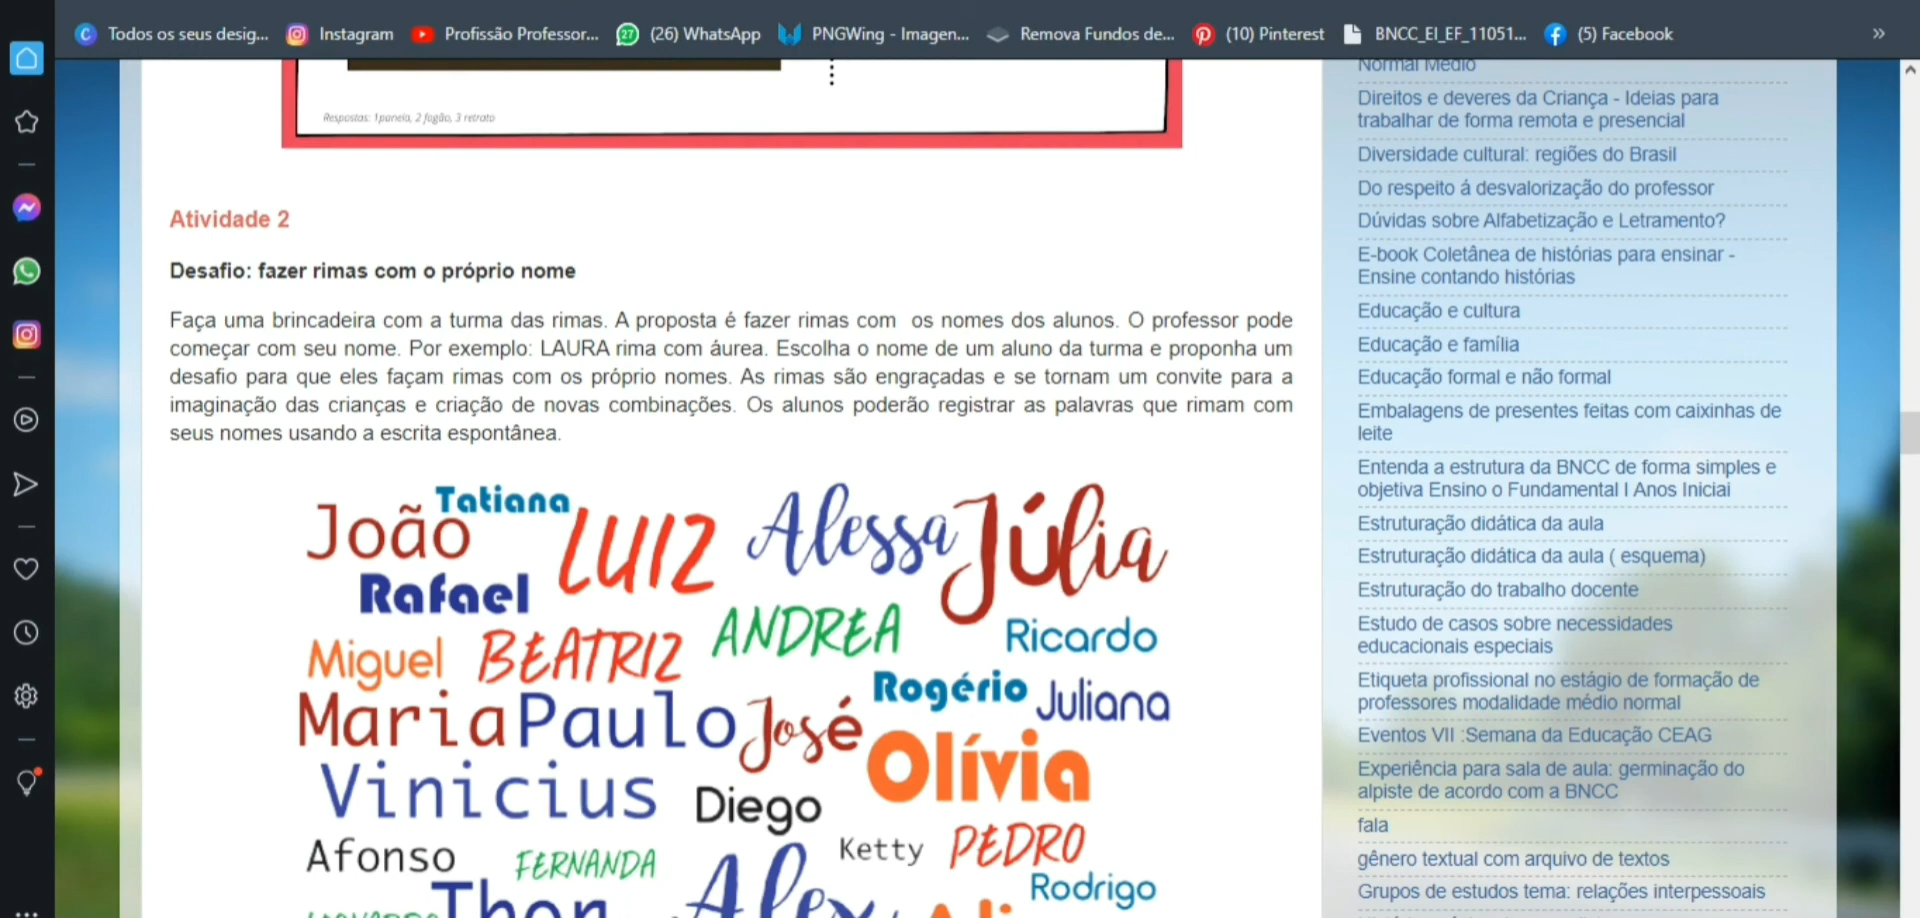 Todos os seus desig...
Instagram
Profissão Professor...
27
(26) WhatsApp
PNGWing - Imagen...
Remova Fundos de...
(10) Pinterest
BNCC_EI_EF_11051...
(5) Facebook
»
Respostas: 1panela, 2 fogão, 3 retrato
Atividade 2
Desafio: fazer rimas com o próprio nome
Faça uma brincadeira com a turma das rimas. A proposta é fazer rimas com os nomes dos alunos. O professor pode
começar com seu nome. Por exemplo: LAURA rima com áurea. Escolha o nome de um aluno da turma e proponha um
desafio para que eles façam rimas com os próprio nomes. As rimas são engraçadas e se tornam um convite para a
imaginação das crianças e criação de novas combinações. Os alunos poderão registrar as palavras que rimam com
seus nomes usando a escrita espontânea.
João
Tatiana
LUIZ
Alessa
Júlia
Rafael
Miguel
BEATRIZ
ANDREA
Ricardo
Maria
Paulo
José
Rogério
Juliana
Vinicius
Diego
Olívia
Afonso
FERNANDA
Ketty
PEDRO
Rodrigo
LEONARDO
Thor
Alex
Normal Médio
Direitos e deveres da Criança - Ideias para
trabalhar de forma remota e presencial
Diversidade cultural: regiões do Brasil
Do respeito á desvalorização do professor
Dúvidas sobre Alfabetização e Letramento?
E-book Coletânea de histórias para ensinar -
Ensine contando histórias
Educação e cultura
Educação e família
Educação formal e não formal
Embalagens de presentes feitas com caixinhas de
leite
Entenda a estrutura da BNCC de forma simples e
objetiva Ensino o Fundamental I Anos Iniciai
Estruturação didática da aula
Estruturação didática da aula ( esquema)
Estruturação do trabalho docente
Estudo de casos sobre necessidades
educacionais especiais
Etiqueta profissional no estágio de formação de
professores modalidade médio normal
Eventos VII :Semana da Educação CEAG
Experiência para sala de aula: germinação do
alpiste de acordo com a BNCC
fala
gênero textual com arquivo de textos
Grupos de estudos tema: relações interpessoais